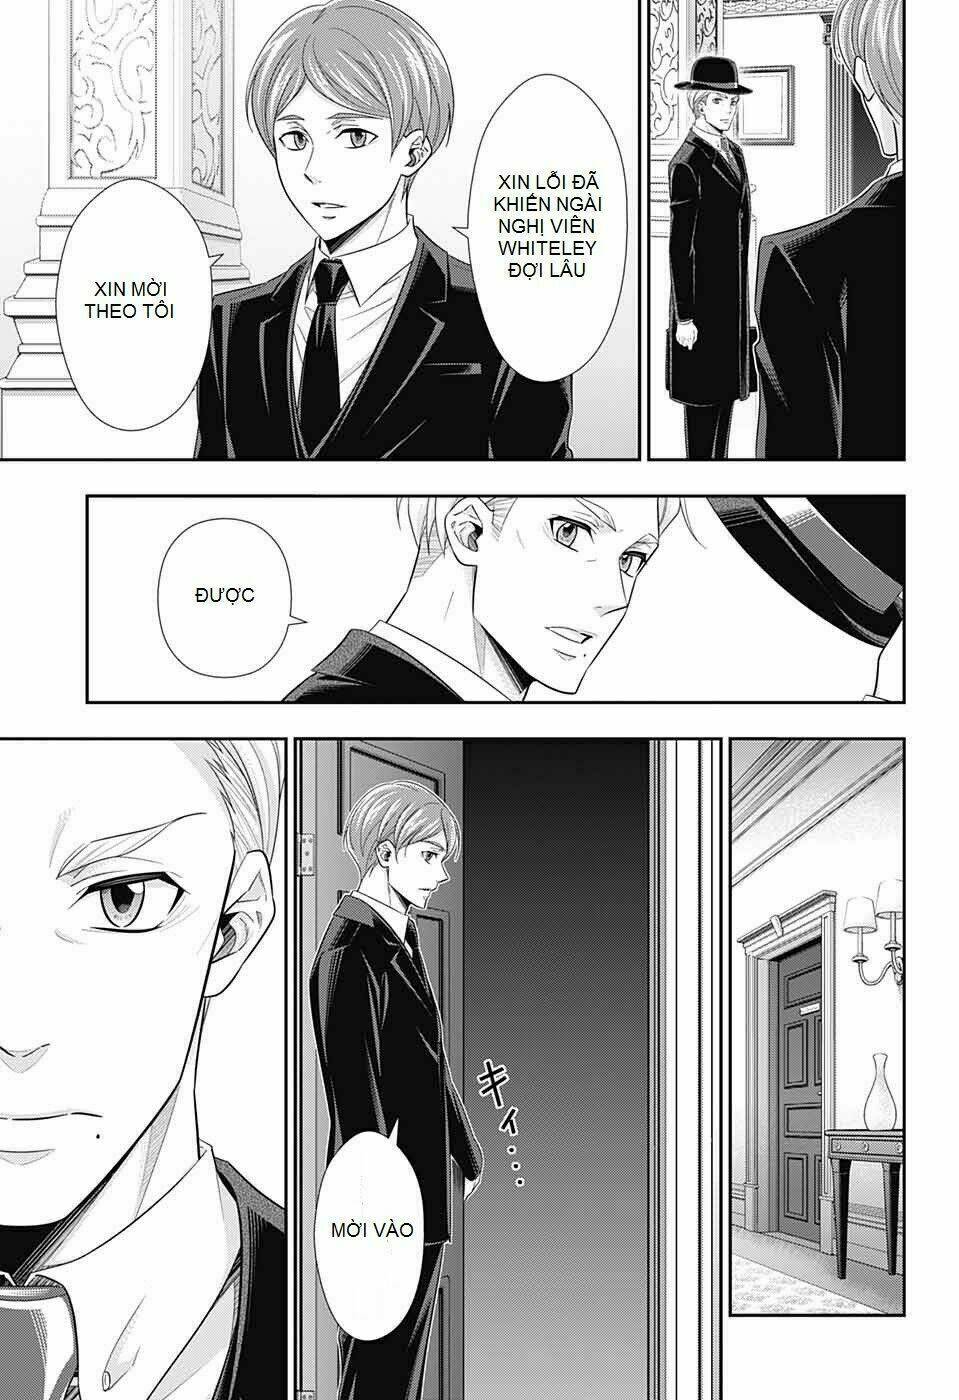 XIN LỖI ĐÃ
KHIẾN NGÀI
NGHỊ VIÊN
WHITELEY
ĐỢI LÂU
XIN MỜI
THEO TÔI
ĐƯỢC
キィ...
MỜI VÀO